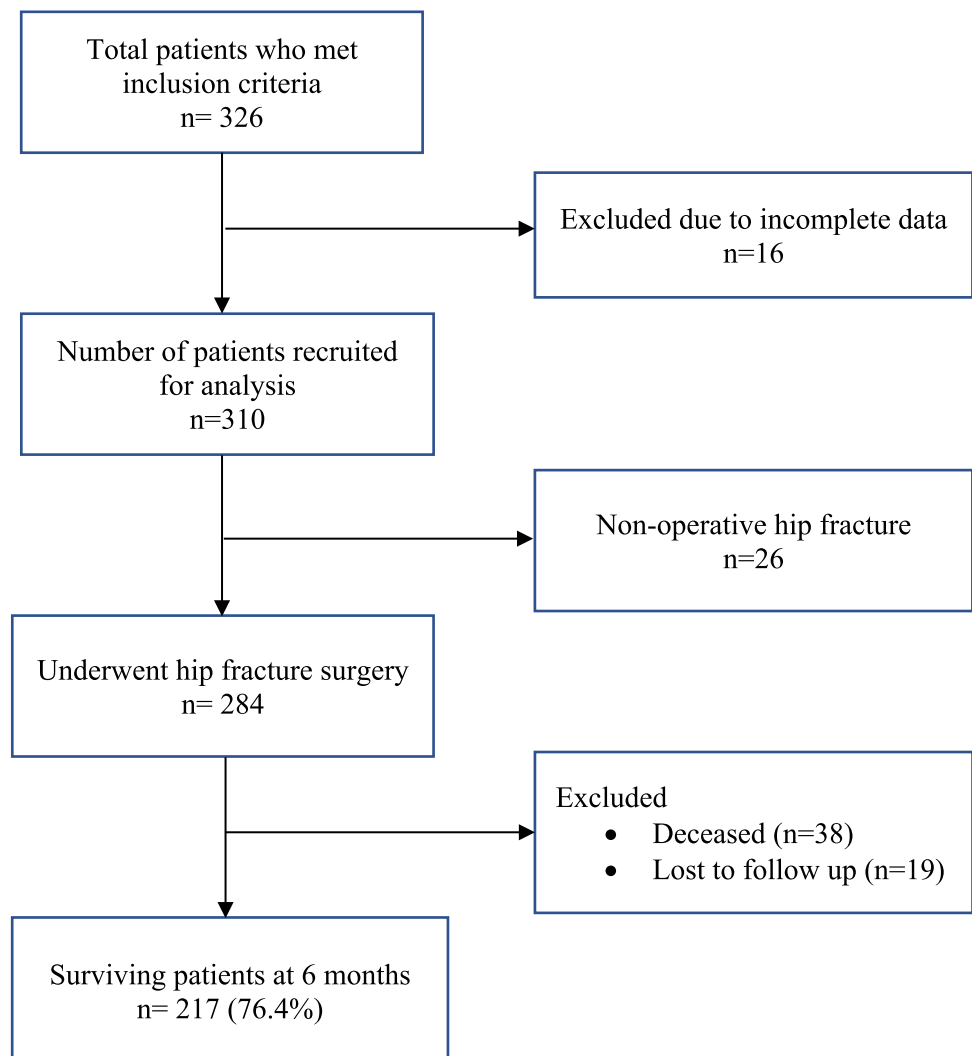 Total patients who met
inclusion criteria
n= 326
Excluded due to incomplete data
n=16
Number of patients recruited
for analysis
n=310
Non-operative hip fracture
n=26
Underwent hip fracture surgery
n= 284
Excluded
• Deceased (n=38)
• Lost to follow up (n=19)
Surviving patients at 6 months
n= 217 (76.4%)